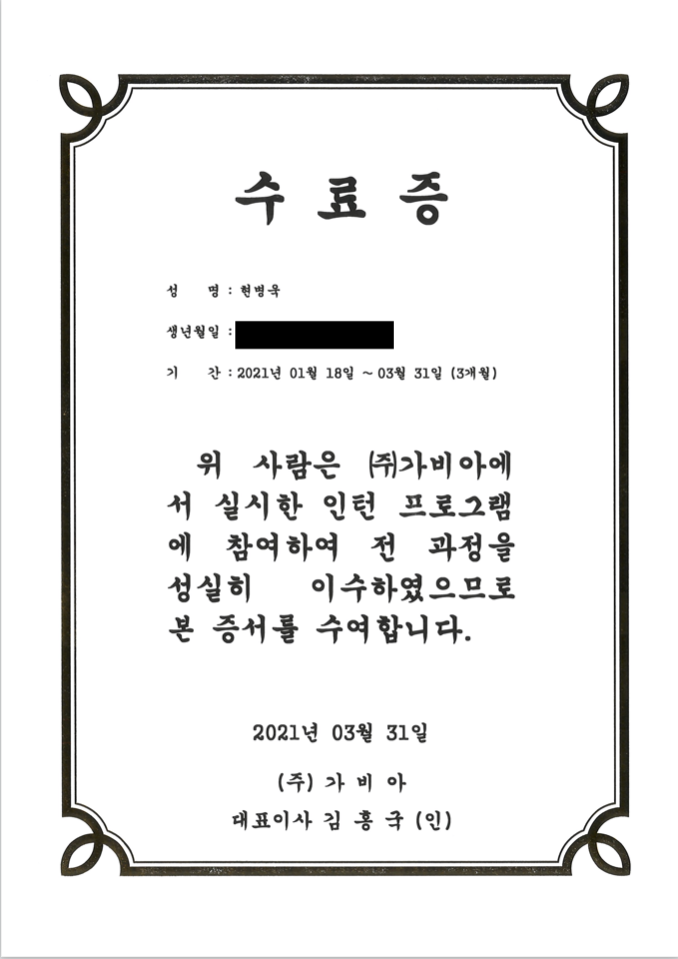 수 료 증
성 명 : 현병욱
생년월일 :
기 간 : 2021년 01월 18일 ~ 03월 31일 (3개월)
위 사람은 ㈜가비아에
서 실시한 인턴 프로그램
에 참여하여 전 과정을
성실히 이수하였으므로
본 증서를 수여합니다.
2021년 03월 31일
(주) 가 비 아
대표이사 김 홍 국 (인)